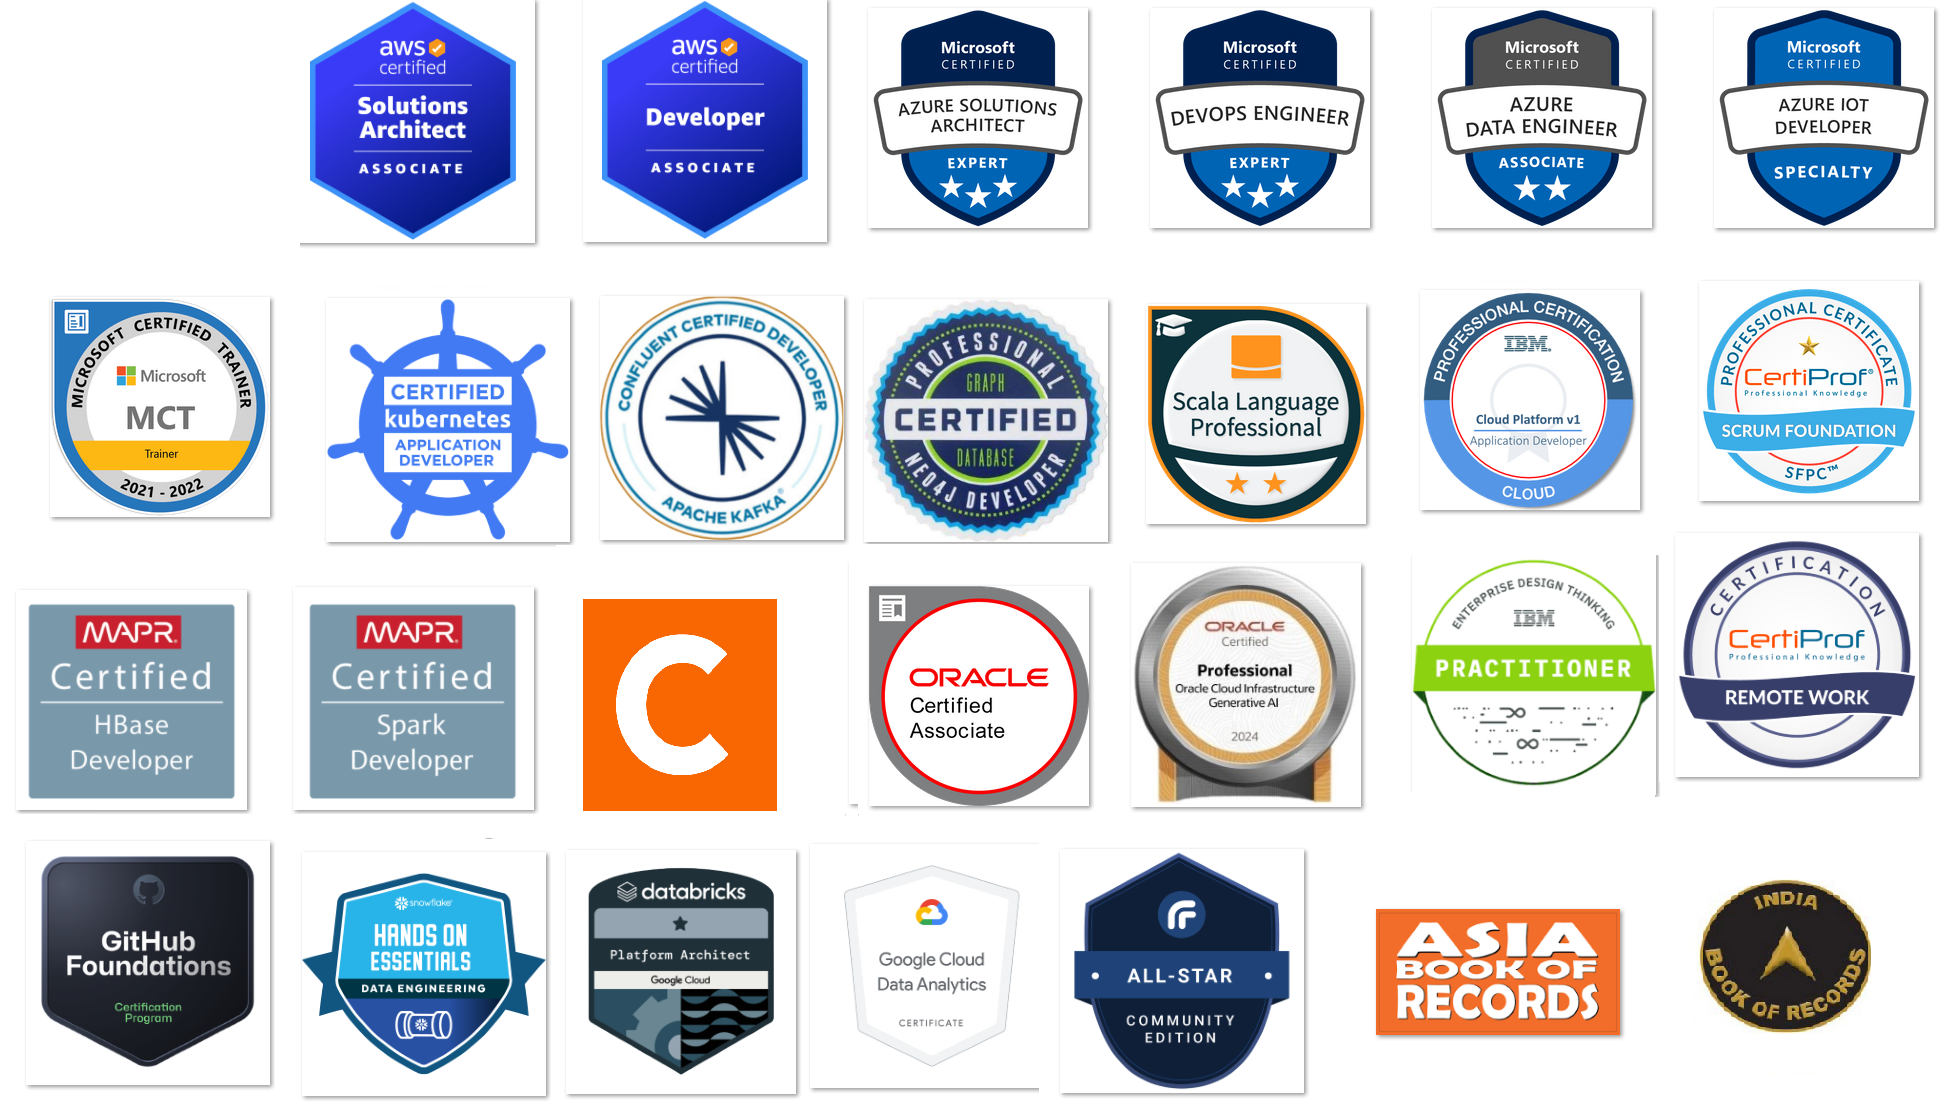 aws
certified
Solutions
Architect
ASSOCIATE
aws
certified
Developer
ASSOCIATE
Microsoft
CERTIFIED
AZURE SOLUTIONS
ARCHITECT
EXPERT
Microsoft
CERTIFIED
DEVOPS ENGINEER
EXPERT
Microsoft
CERTIFIED
AZURE
DATA ENGINEER
ASSOCIATE
Microsoft
CERTIFIED
AZURE IOT
DEVELOPER
SPECIALTY
MICROSOFT CERTIFIED TRAINER
Microsoft
MCT
Trainer
2021 - 2022
CERTIFIED
kubernetes
APPLICATION
DEVELOPER
CONFLUENT CERTIFIED DEVELOPER
APACHE KAFKA®
PROFESSIONAL
GRAPH
CERTIFIED
DATABASE
NEO4J DEVELOPER
Scala Language
Professional
PROFESSIONAL CERTIFICATION
IBM.
Cloud Platform v1
Application Developer
CLOUD
PROFESSIONAL CERTIFICATE
CertiProf®
Professional Knowledge
SCRUM FOUNDATION
SFPC™
MAPR.
Certified
HBase
Developer
MAPR.
Certified
Spark
Developer
C
ORACLE
Certified
Associate
ORACLE
Certified
Professional
Oracle Cloud Infrastructure
Generative AI
2024
ENTERPRISE DESIGN THINKING
IBM
PRACTITIONER
CERTIFICATION
CertiProf
Professional Knowledge
REMOTE WORK
GitHub
Foundations
Certification
Program
snowflake®
HANDS ON
ESSENTIALS
DATA ENGINEERING
databricks
Platform Architect
Google Cloud
Google Cloud
Data Analytics
CERTIFICATE
ALL-STAR
COMMUNITY
EDITION
ASIA
BOOK OF
RECORDS
INDIA
BOOK OF RECORDS